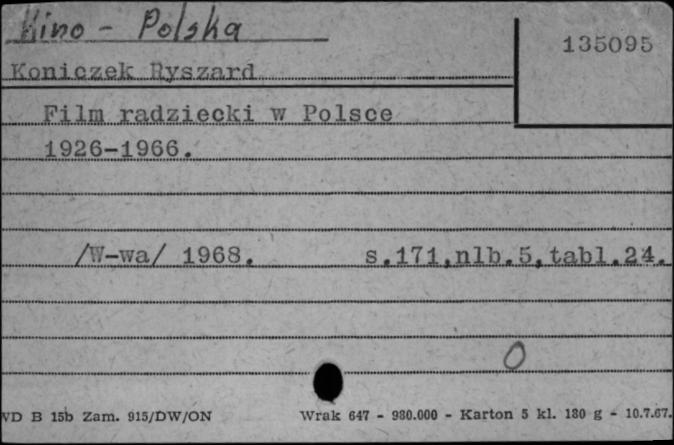 Kino - Polska
135095
Koniczek Ryszard
Film radziecki w Polsce
1926-1966.
/W-wa/ 1968. s.171,nlb.5,tabl.24.
0
WD B 15b Zam. 915/DW/ON Wrak 647 - 980.000 - Karton 5 kl. 180 g - 10.7.67.